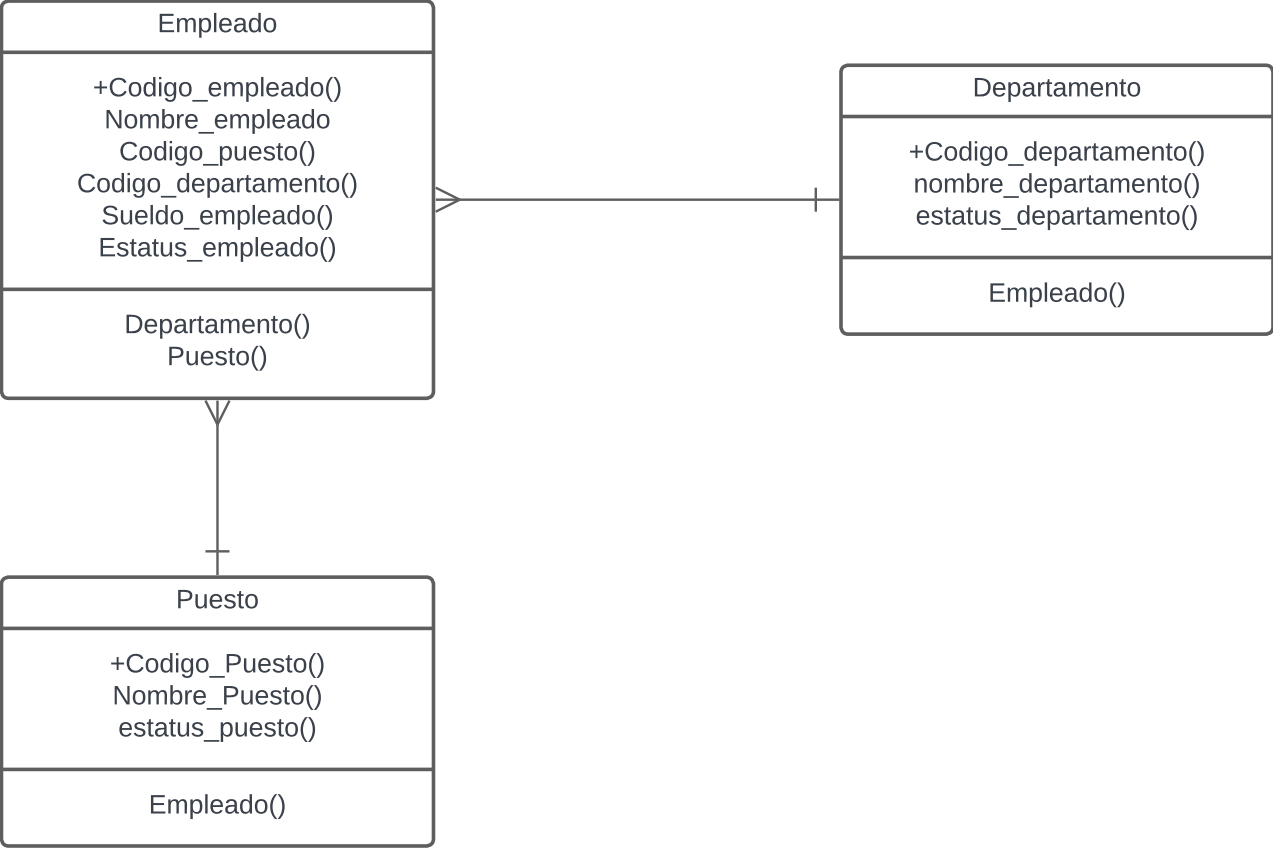 Empleado
+Codigo_empleado()
Nombre_empleado
Codigo_puesto()
Codigo_departamento()
Sueldo_empleado()
Estatus_empleado()
Departamento()
Puesto()
Departamento
+Codigo_departamento()
nombre_departamento()
estatus_departamento()
Empleado()
Puesto
+Codigo_Puesto()
Nombre_Puesto()
estatus_puesto()
Empleado()